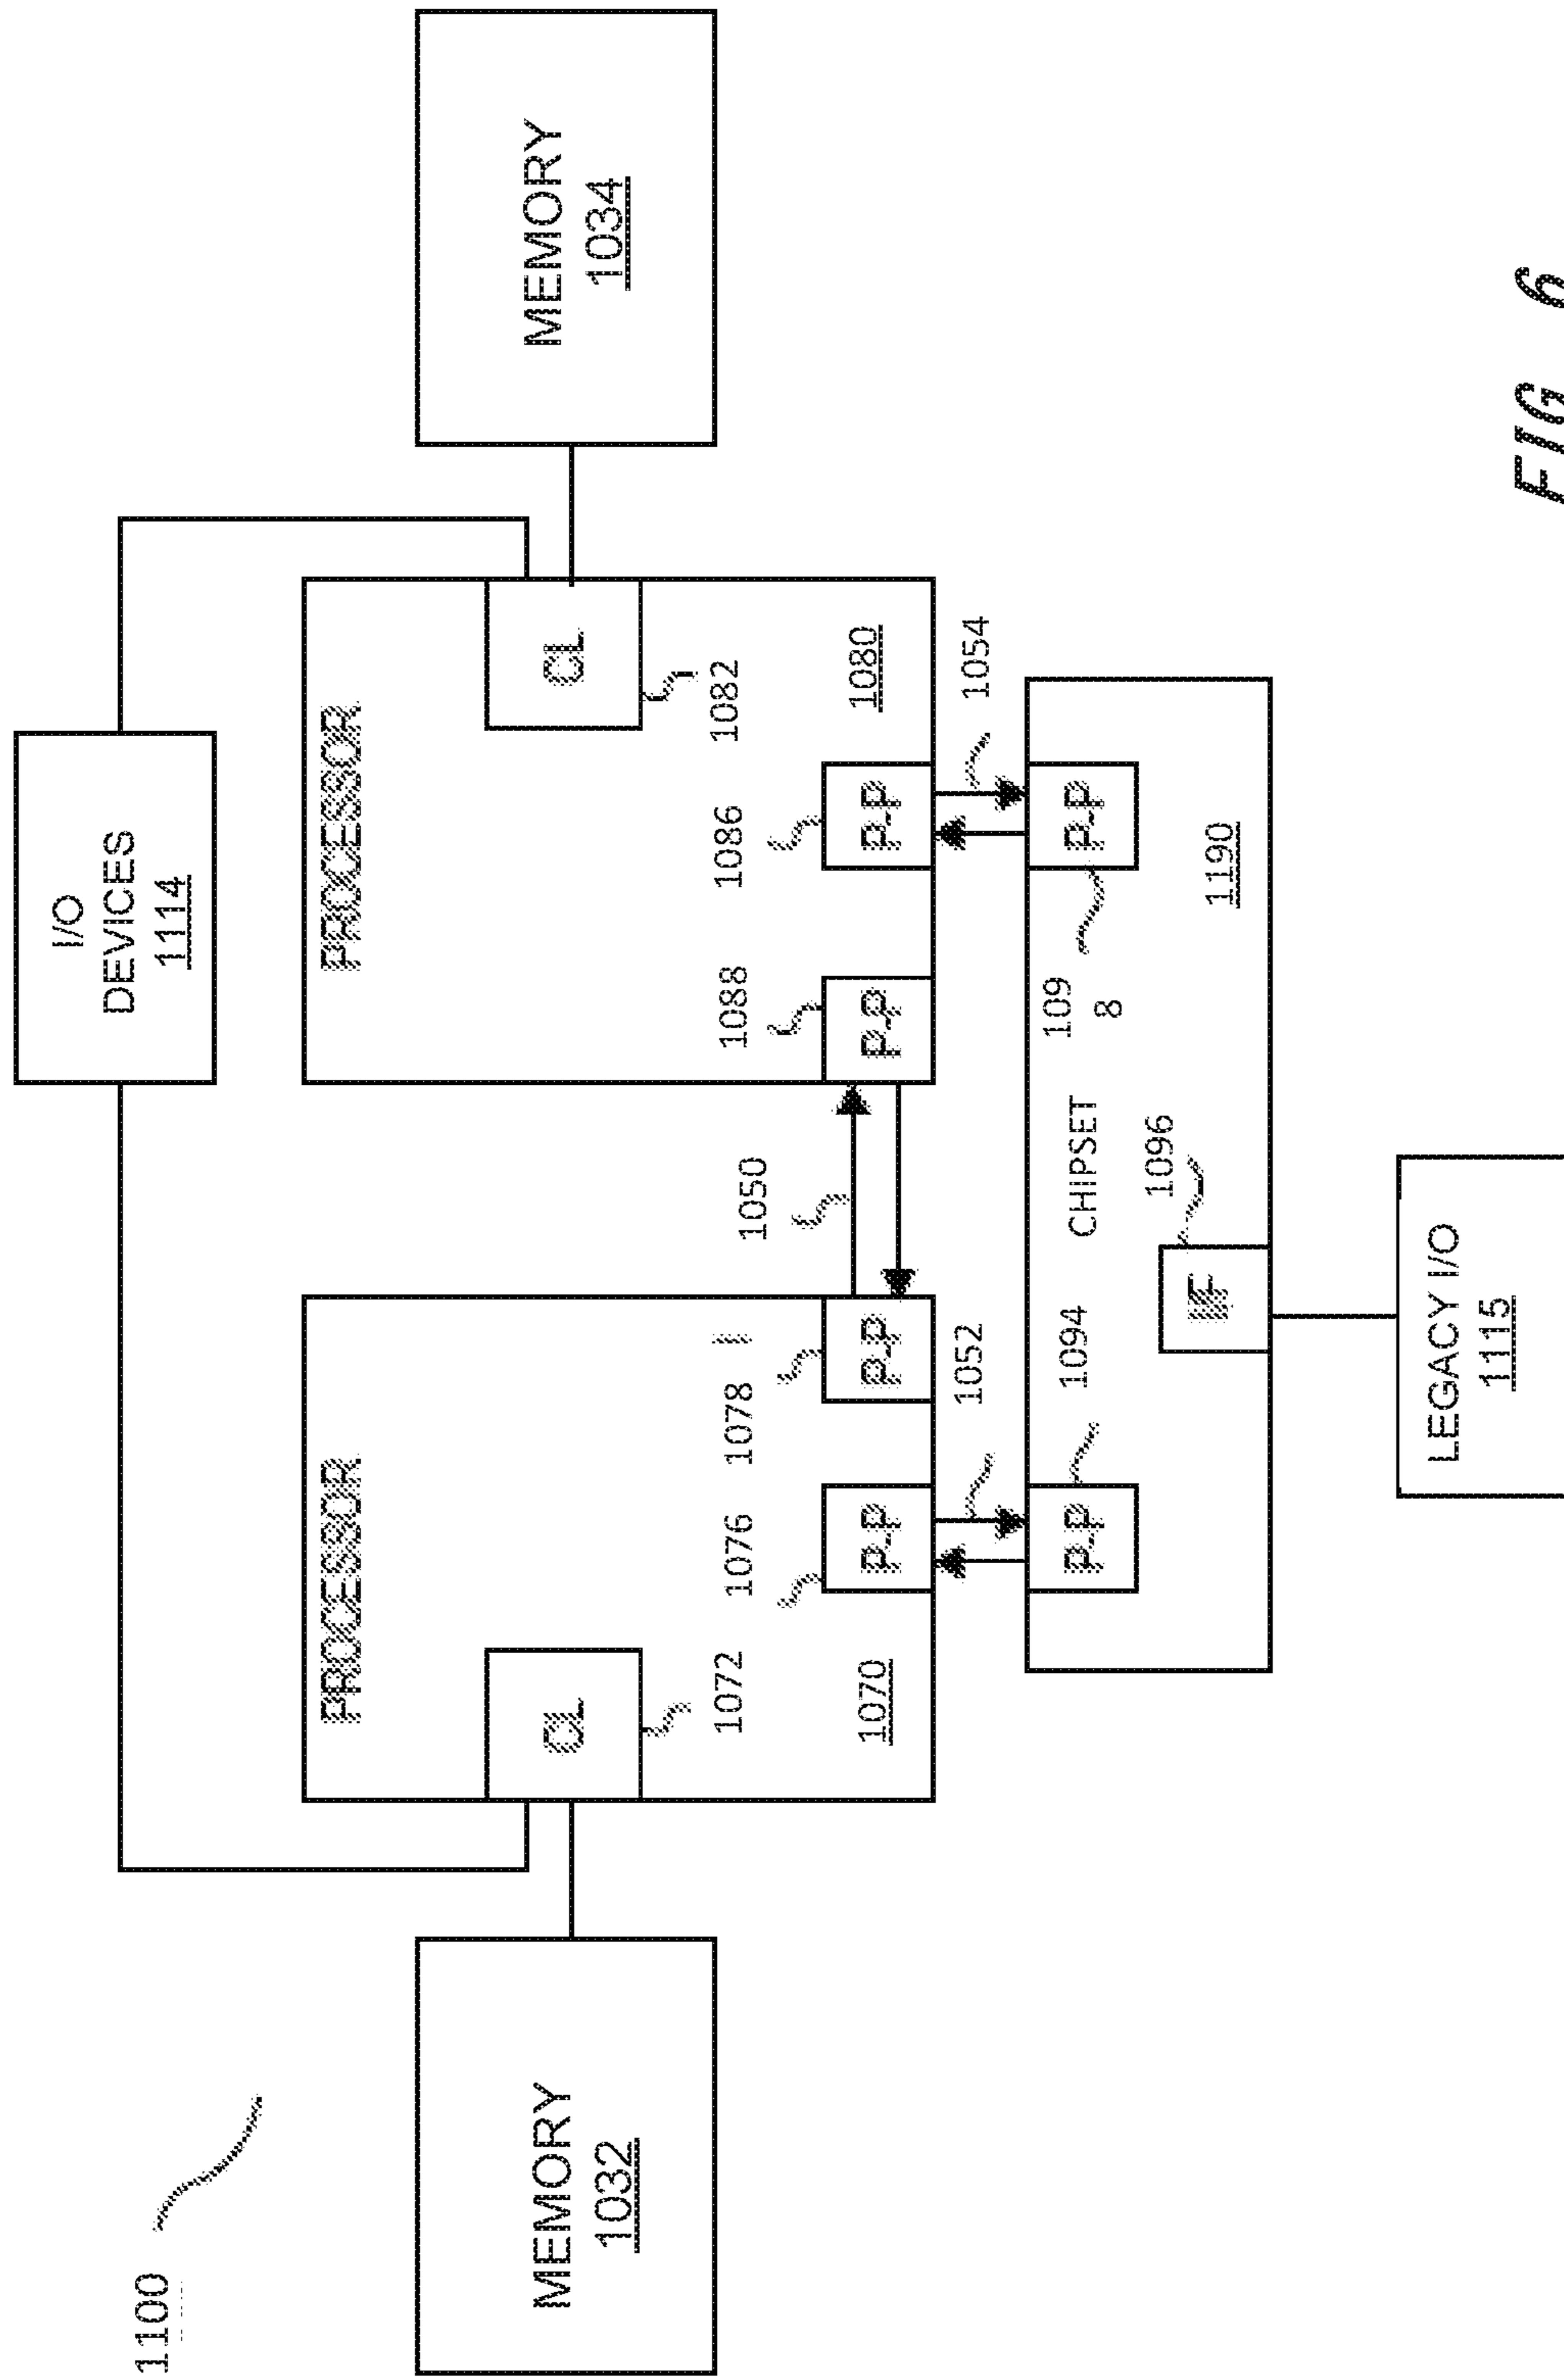 1100
I/O
DEVICES
1114
MEMORY
1032
PROCESSOR
CL
1072
1070
1076
P-P
1078
P-P
1050
PROCESSOR
CL
1082
1080
1088
P-P
1086
P-P
MEMORY
1034
1052
1054
1094
P-P
CHIPSET
109
8
P-P
1096
IF
1190
LEGACY I/O
1115
FIG 6